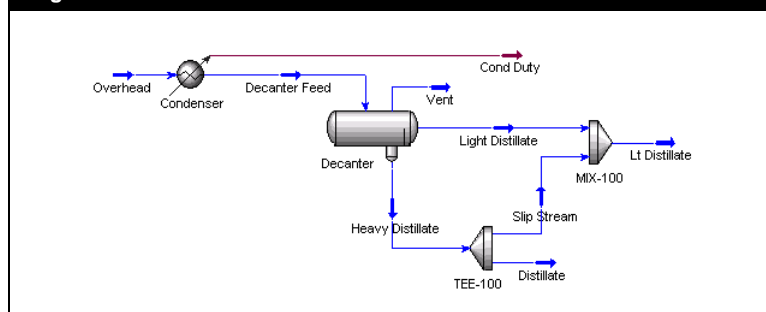 Cond Duty
Overhead
Decanter Feed
Condenser
Vent
Light Distillate
Lt Distillate
Decanter
MIX-100
Slip Stream
Heavy Distillate
Distillate
TEE-100